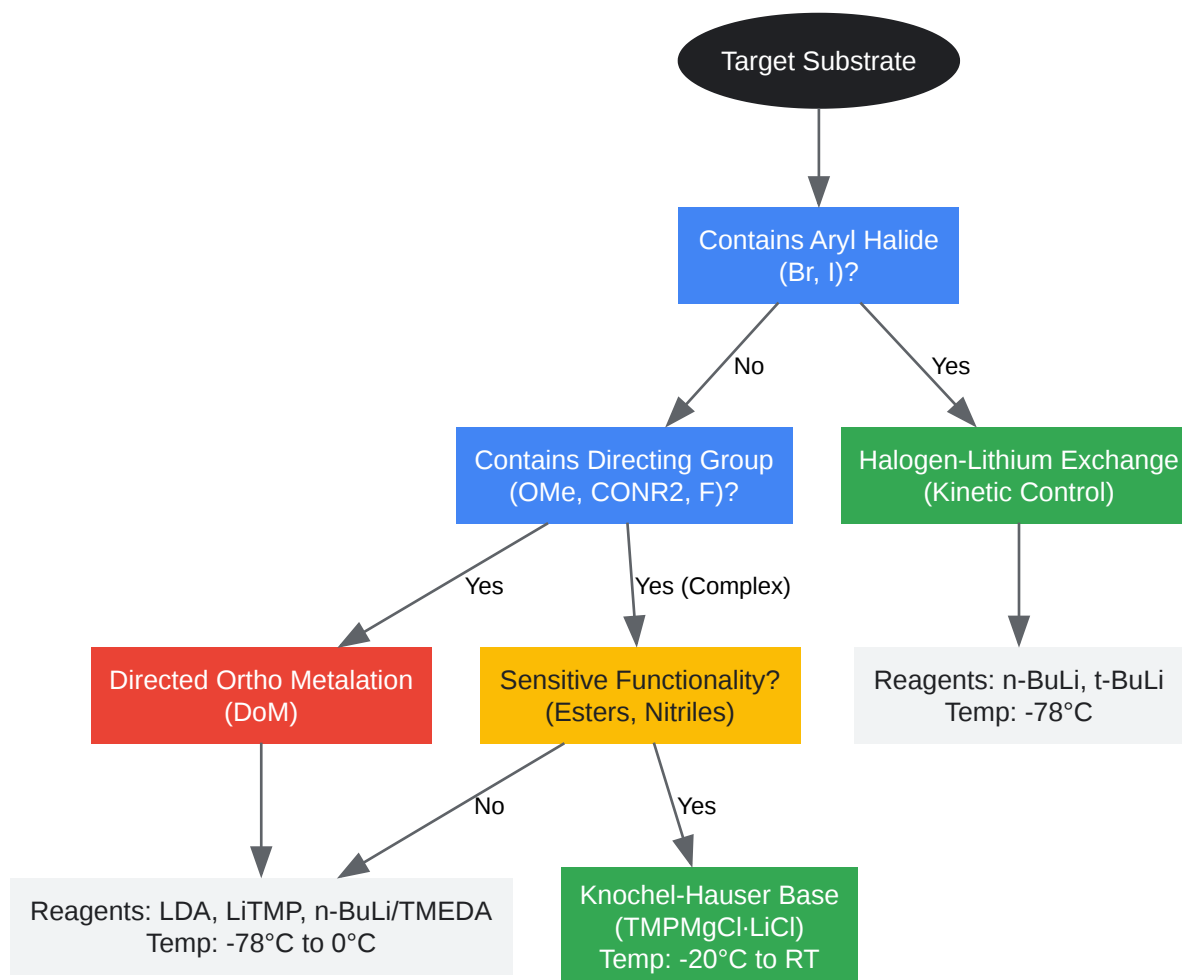 Target Substrate
Contains Aryl Halide
(Br, I)?
No
Yes
Contains Directing Group
(OMe, CONR2, F)?
Halogen-Lithium Exchange
(Kinetic Control)
Yes
Yes (Complex)
Directed Ortho Metalation
(DoM)
Sensitive Functionality?
(Esters, Nitriles)
Reagents: n-BuLi, t-BuLi
Temp: -78°C
No
Yes
Reagents: LDA, LiTMP, n-BuLi/TMEDA
Temp: -78°C to 0°C
Knochel-Hauser Base
(TMPMgCl·LiCl)
Temp: -20°C to RT